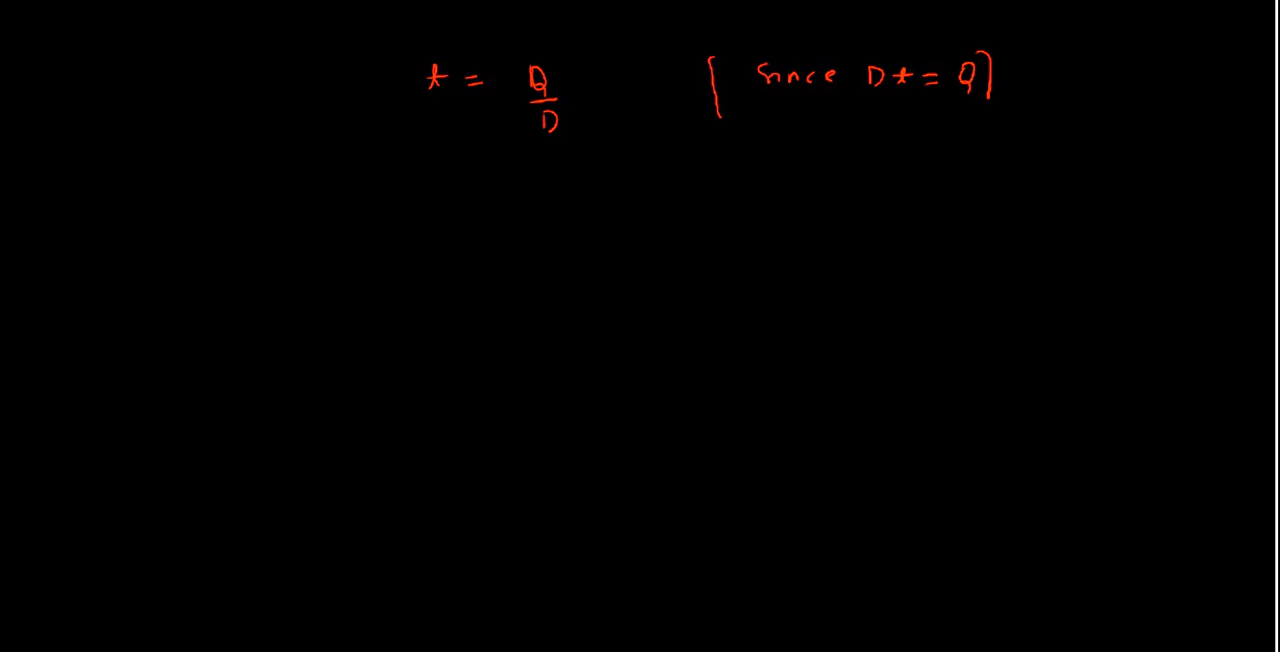 t = Q/D [ Since Dt = Q]